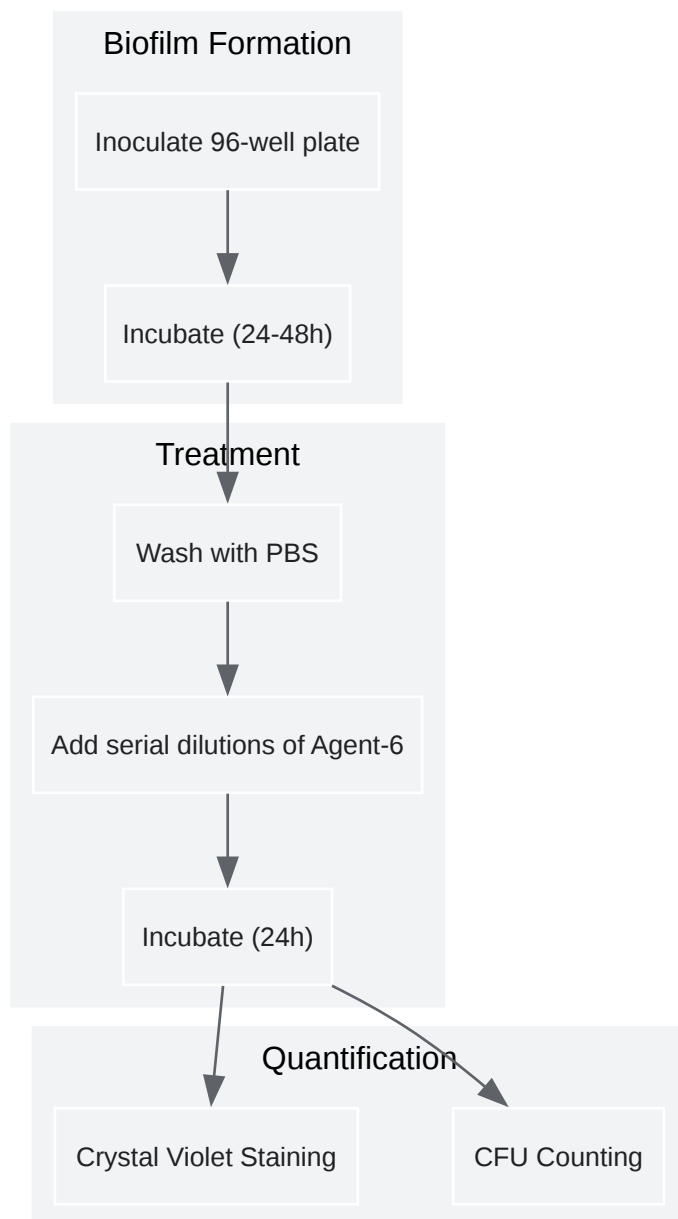 Biofilm Formation
Inoculate 96-well plate
Incubate (24-48h)
Treatment
Wash with PBS
Add serial dilutions of Agent-6
Incubate (24h)
Quantification
Crystal Violet Staining
CFU Counting